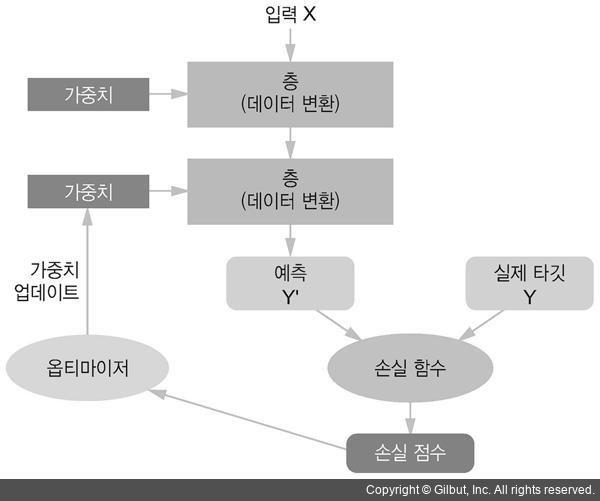 입력 X
가중치
층
(데이터 변환)
가중치
층
(데이터 변환)
가중치
업데이트
예측
Y'
실제 타깃
Y
옵티마이저
손실 함수
손실 점수
Copyright © Gilbut, Inc. All rights reserved.